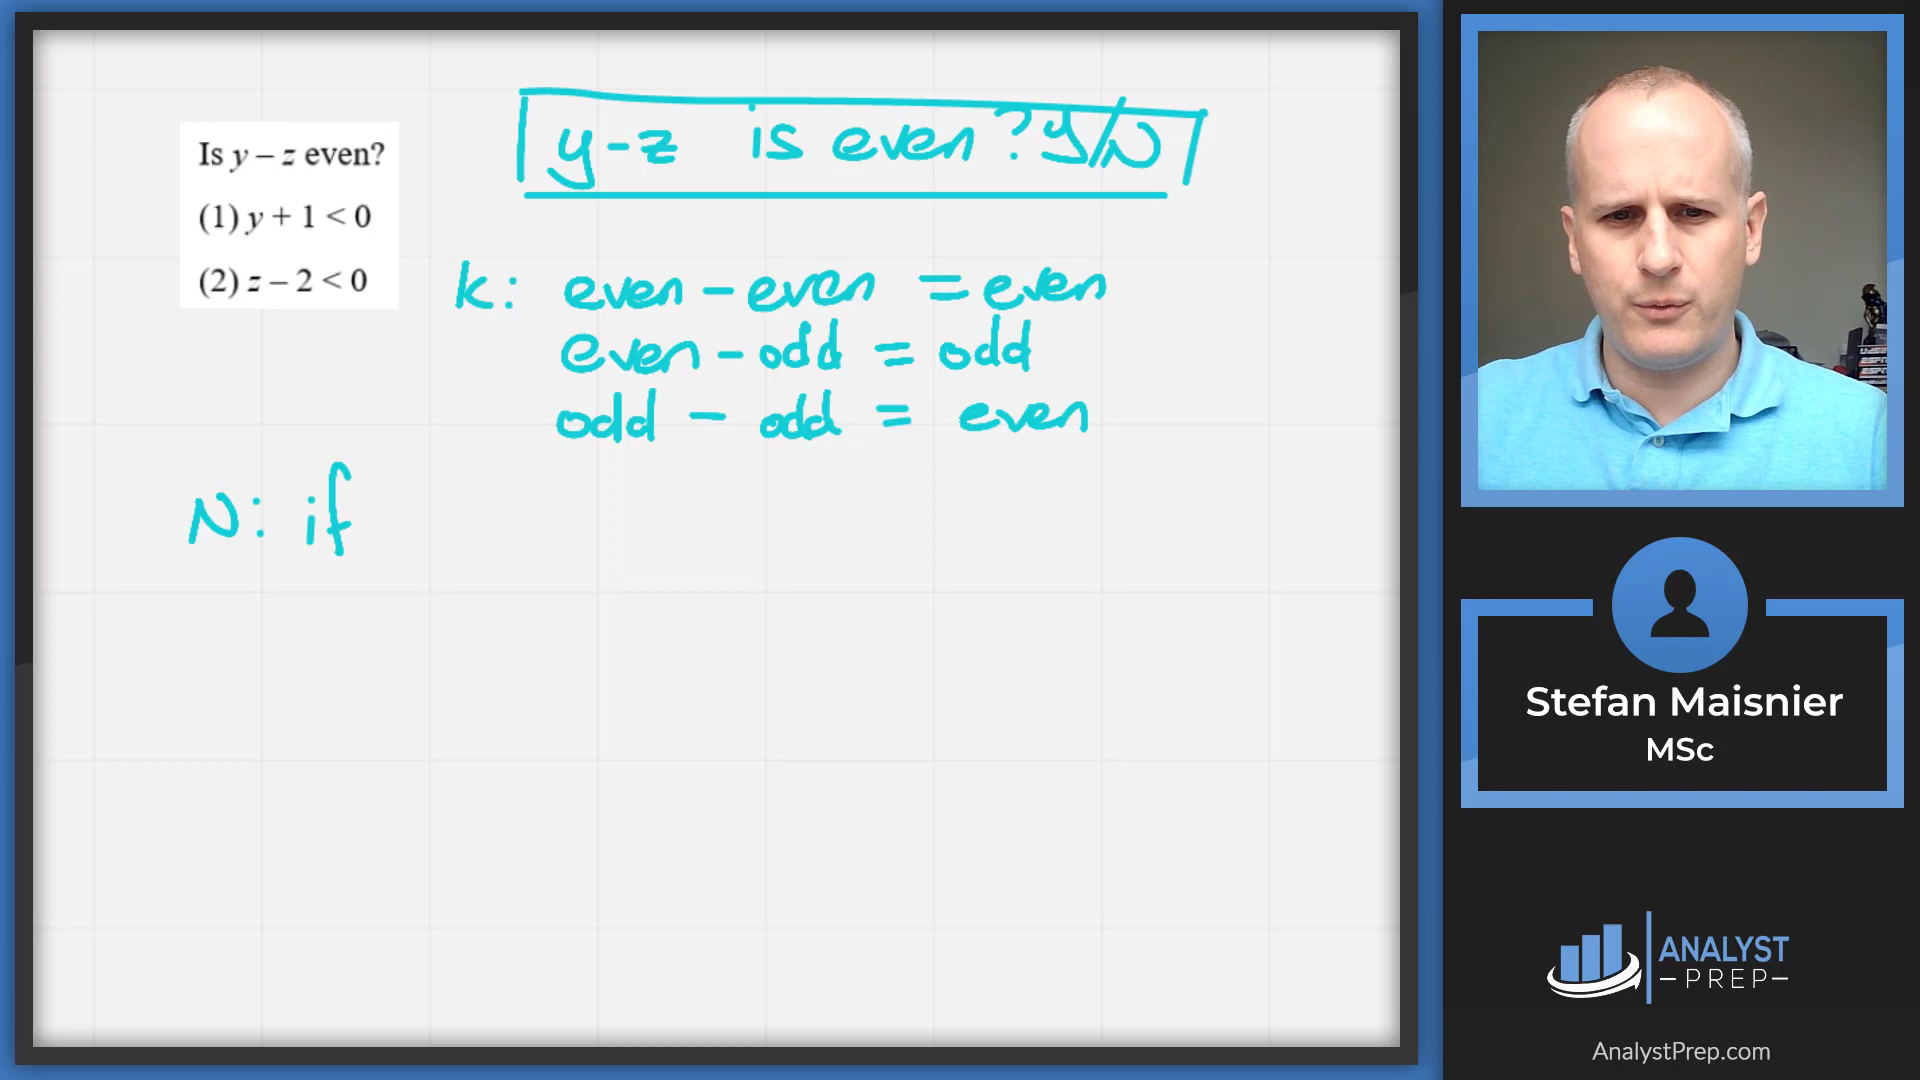 Is y – z even?
(1) y + 1 < 0
(2) z – 2 < 0
y-z is even? Y/N
k: even - even = even
even - odd = odd
odd - odd = even
N: if
Stefan Maisnier
MSc
ANALYST
PREP
AnalystPrep.com